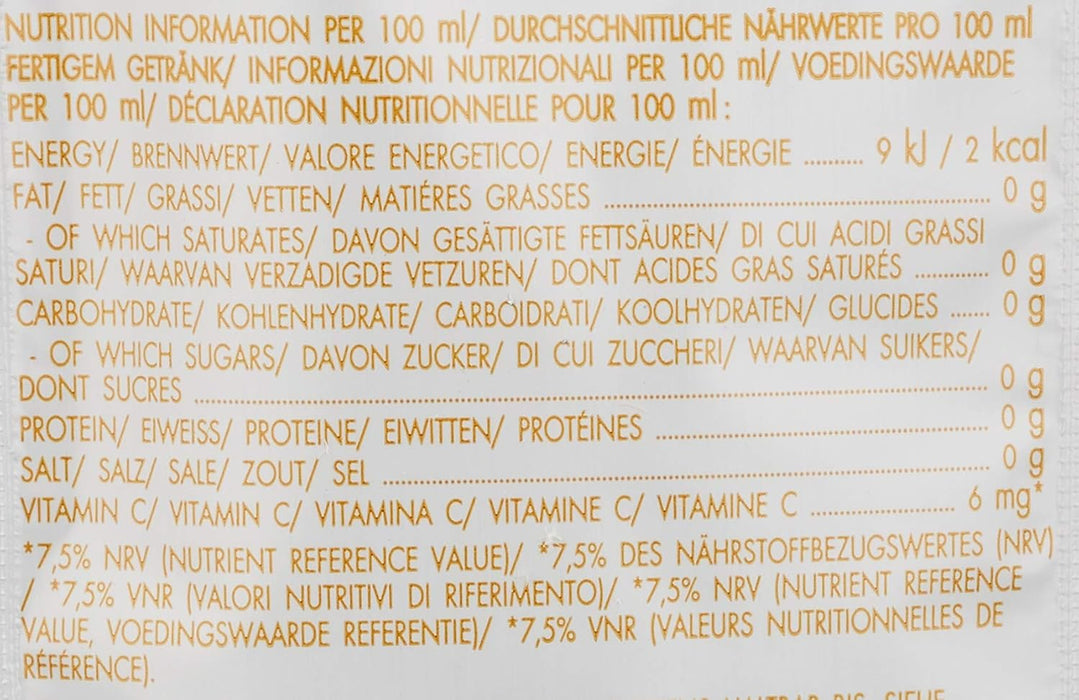 NUTRITION INFORMATION PER 100 ml/ DURCHSCHNITTLICHE NÄHRWERTE PRO 100 ml
FERTIGEM GETRÄNK/ INFORMAZIONI NUTRIZIONALI PER 100 ml/ VOEDINGSWAARDE
PER 100 ml/ DÉCLARATION NUTRITIONNELLE POUR 100 ml :
ENERGY/ BRENNWERT/ VALORE ENERGETICO/ ENERGIE/ ÉNERGIE .......... 9 kJ / 2 kcal
FAT/ FETT/ GRASSI/ VETTEN/ MATIÉRES GRASSES .......... 0 g
- OF WHICH SATURATES/ DAVON GESÄTTIGTE FETTSÄUREN/ DI CUI ACIDI GRASSI
SATURI/ WAARVAN VERZADIGDE VETZUREN/ DONT ACIDES GRAS SATURÉS .......... 0 g
CARBOHYDRATE/ KOHLENHYDRATE/ CARBOIDRATI/ KOOLHYDRATEN/ GLUCIDES ....... 0 g
- OF WHICH SUGARS/ DAVON ZUCKER/ DI CUI ZUCCHERI/ WAARVAN SUIKERS/
DONT SUCRES .......... 0 g
PROTEIN/ EIWEISS/ PROTEINE/ EIWITTEN/ PROTÉINES .......... 0 g
SALT/ SALZ/ SALE/ ZOUT/ SEL .......... 0 g
VITAMIN C/ VITAMIN C/ VITAMINA C/ VITAMINE C/ VITAMINE C .......... 6 mg*
*7,5% NRV (NUTRIENT REFERENCE VALUE)/ *7,5% DES NÄHRSTOFFBEZUGSWERTES (NRV)
/ *7,5% VNR (VALORI NUTRITIVI DI RIFERIMENTO)/ *7,5% NRV (NUTRIENT REFERENCE
VALUE, VOEDINGSWAARDE REFERENTIE)/ *7,5% VNR (VALEURS NUTRITIONNELLES DE
RÉFÉRENCE).